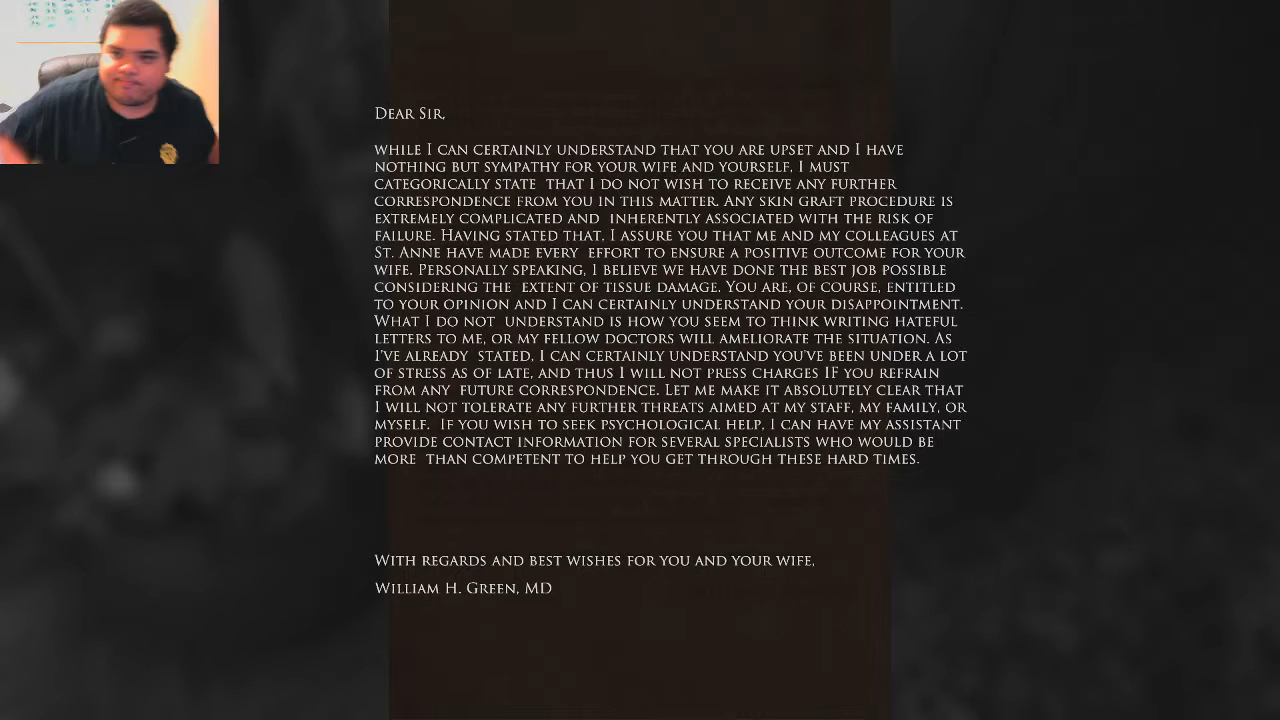 Dear Sir,
while I can certainly understand that you are upset and I have
nothing but sympathy for your wife and yourself, I must
categorically state that I do not wish to receive any further
correspondence from you in this matter. Any skin graft procedure is
extremely complicated and inherently associated with the risk of
failure. Having stated that, I assure you that me and my colleagues at
St. Anne have made every effort to ensure a positive outcome for your
wife. Personally speaking, I believe we have done the best job possible
considering the extent of tissue damage. You are, of course, entitled
to your opinion and I can certainly understand your disappointment.
What I do not understand is how you seem to think writing hateful
letters to me, or my fellow doctors will ameliorate the situation. As
I've already stated, I can certainly understand you've been under a lot
of stress as of late, and thus I will not press charges IF you refrain
from any future correspondence. Let me make it absolutely clear that
I will not tolerate any further threats aimed at my staff, my family, or
myself. If you wish to seek psychological help, I can have my assistant
provide contact information for several specialists who would be
more than competent to help you get through these hard times.
With regards and best wishes for you and your wife,
William H. Green, MD